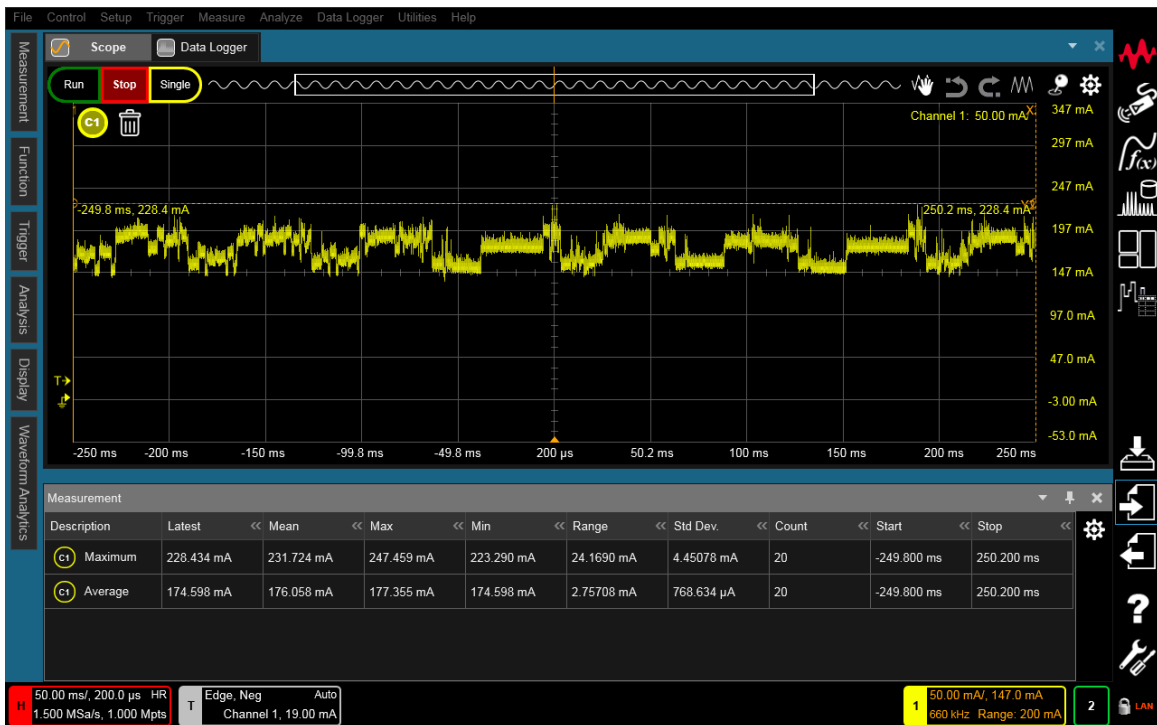 File Control Setup Trigger Measure Analyze Data Logger Utilities Help
Measurement
Function
Trigger
Analysis
Display
Waveform Analytics
Scope Data Logger
Run Stop Single
C1
Channel 1: 50.00 mA/
347 mA
297 mA
247 mA
197 mA
147 mA
97.0 mA
47.0 mA
-3.00 mA
-53.0 mA
-249.8 ms, 228.4 mA
250.2 ms, 228.4 mA
T
-250 ms -200 ms -150 ms -99.8 ms -49.8 ms 200 µs 50.2 ms 100 ms 150 ms 200 ms 250 ms
f(x)
Measurement
Description Latest Mean Max Min Range Std Dev. Count Start Stop
C1 Maximum 228.434 mA 231.724 mA 247.459 mA 223.290 mA 24.1690 mA 4.45078 mA 20 -249.800 ms 250.200 ms
C1 Average 174.598 mA 176.058 mA 177.355 mA 174.598 mA 2.75708 mA 768.634 µA 20 -249.800 ms 250.200 ms
?
H 50.00 ms/, 200.0 µs HR
1.500 MSa/s, 1.000 Mpts
T Edge, Neg Auto
Channel 1, 19.00 mA
1 50.00 mA/, 147.0 mA
660 kHz Range: 200 mA
2
LAN